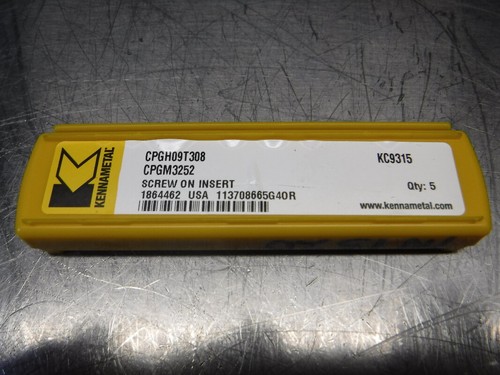 KENNAMETAL
CPGH09T308
CPGM3252
SCREW ON INSERT
1864462 USA 113708665G40R
KC9315
Qty: 5
www.kennametal.com